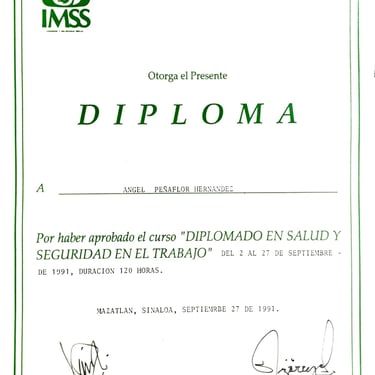 IMSS
Otorga el Presente
DIPLOMA
A ANGEL PEÑAFLOR HERNANDEZ
Por haber aprobado el curso "DIPLOMADO EN SALUD Y
SEGURIDAD EN EL TRABAJO" DEL 2 AL 27 DE SEPTIEMBRE -
DE 1991, DURACION 120 HORAS.
MAZATLAN, SINALOA, SEPTIEMRBE 27 DE 1991.